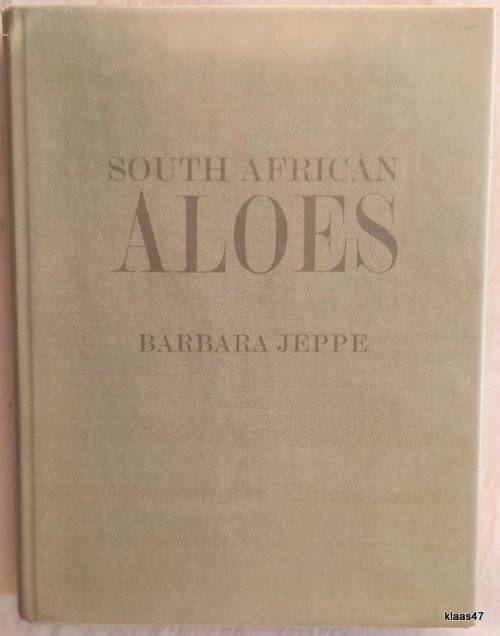 SOUTH AFRICAN
ALOES
BARBARA JEPPE
klaas47